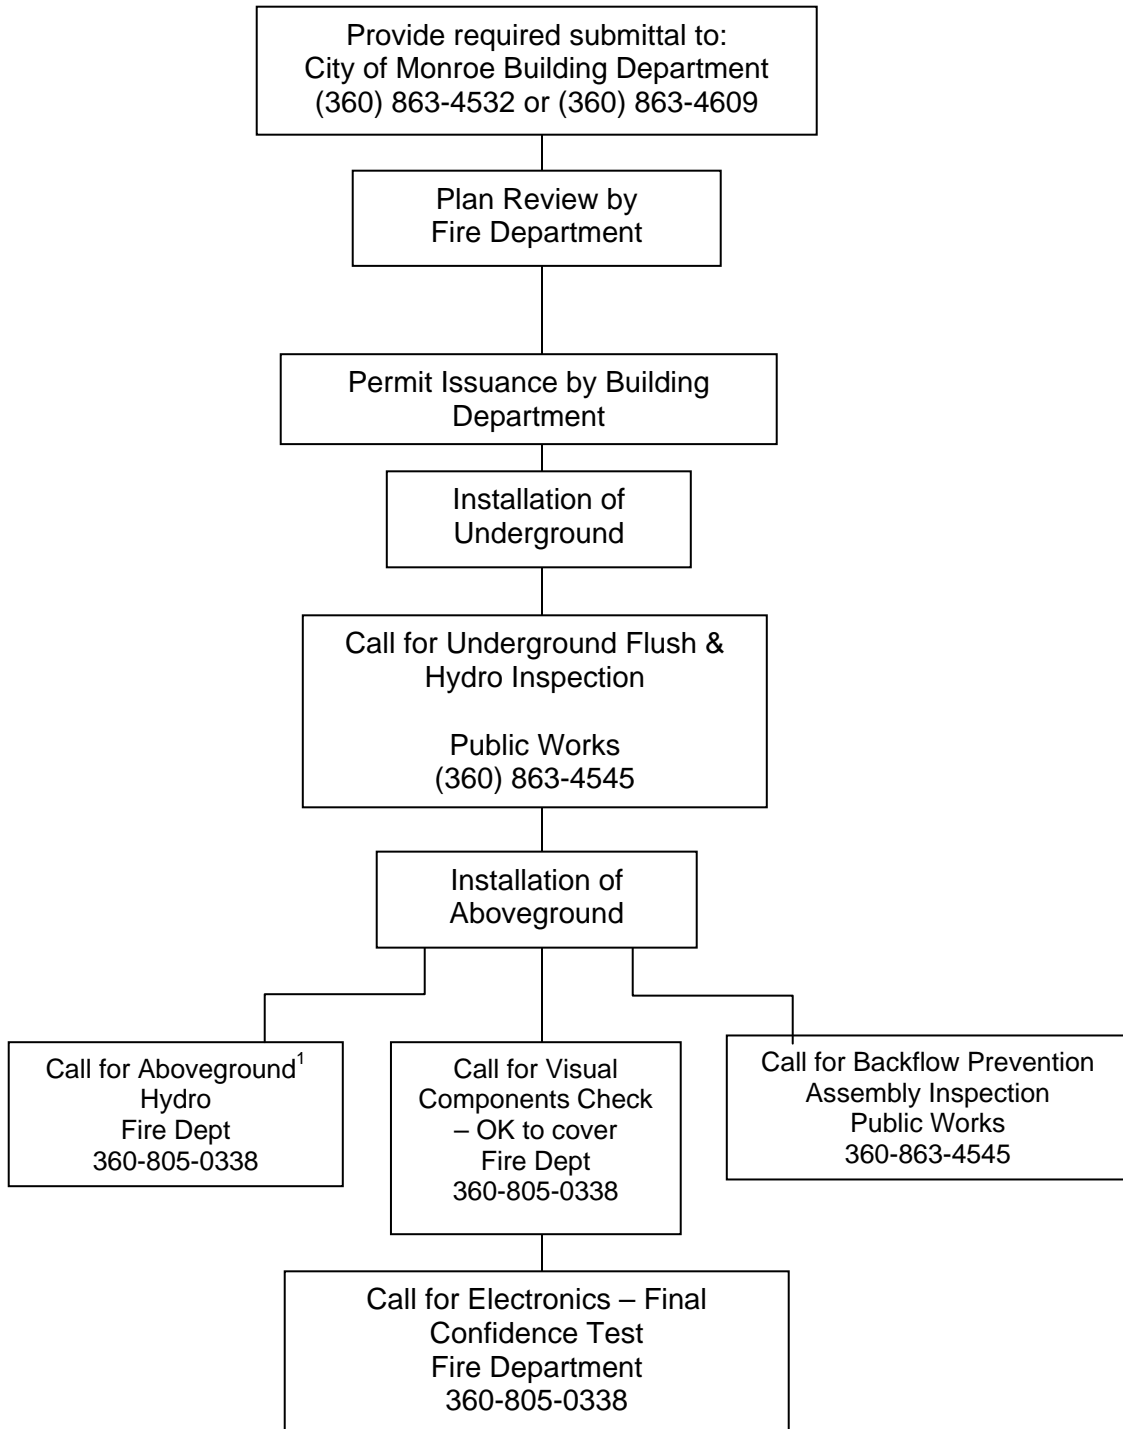 Provide required submittal to:
City of Monroe Building Department
(360) 863-4532 or (360) 863-4609
Plan Review by
Fire Department
Permit Issuance by Building
Department
Installation of
Underground
Call for Underground Flush &
Hydro Inspection
Public Works
(360) 863-4545
Installation of
Aboveground
Call for Aboveground¹
Hydro
Fire Dept
360-805-0338
Call for Visual
Components Check
– OK to cover
Fire Dept
360-805-0338
Call for Backflow Prevention
Assembly Inspection
Public Works
360-863-4545
Call for Electronics – Final
Confidence Test
Fire Department
360-805-0338